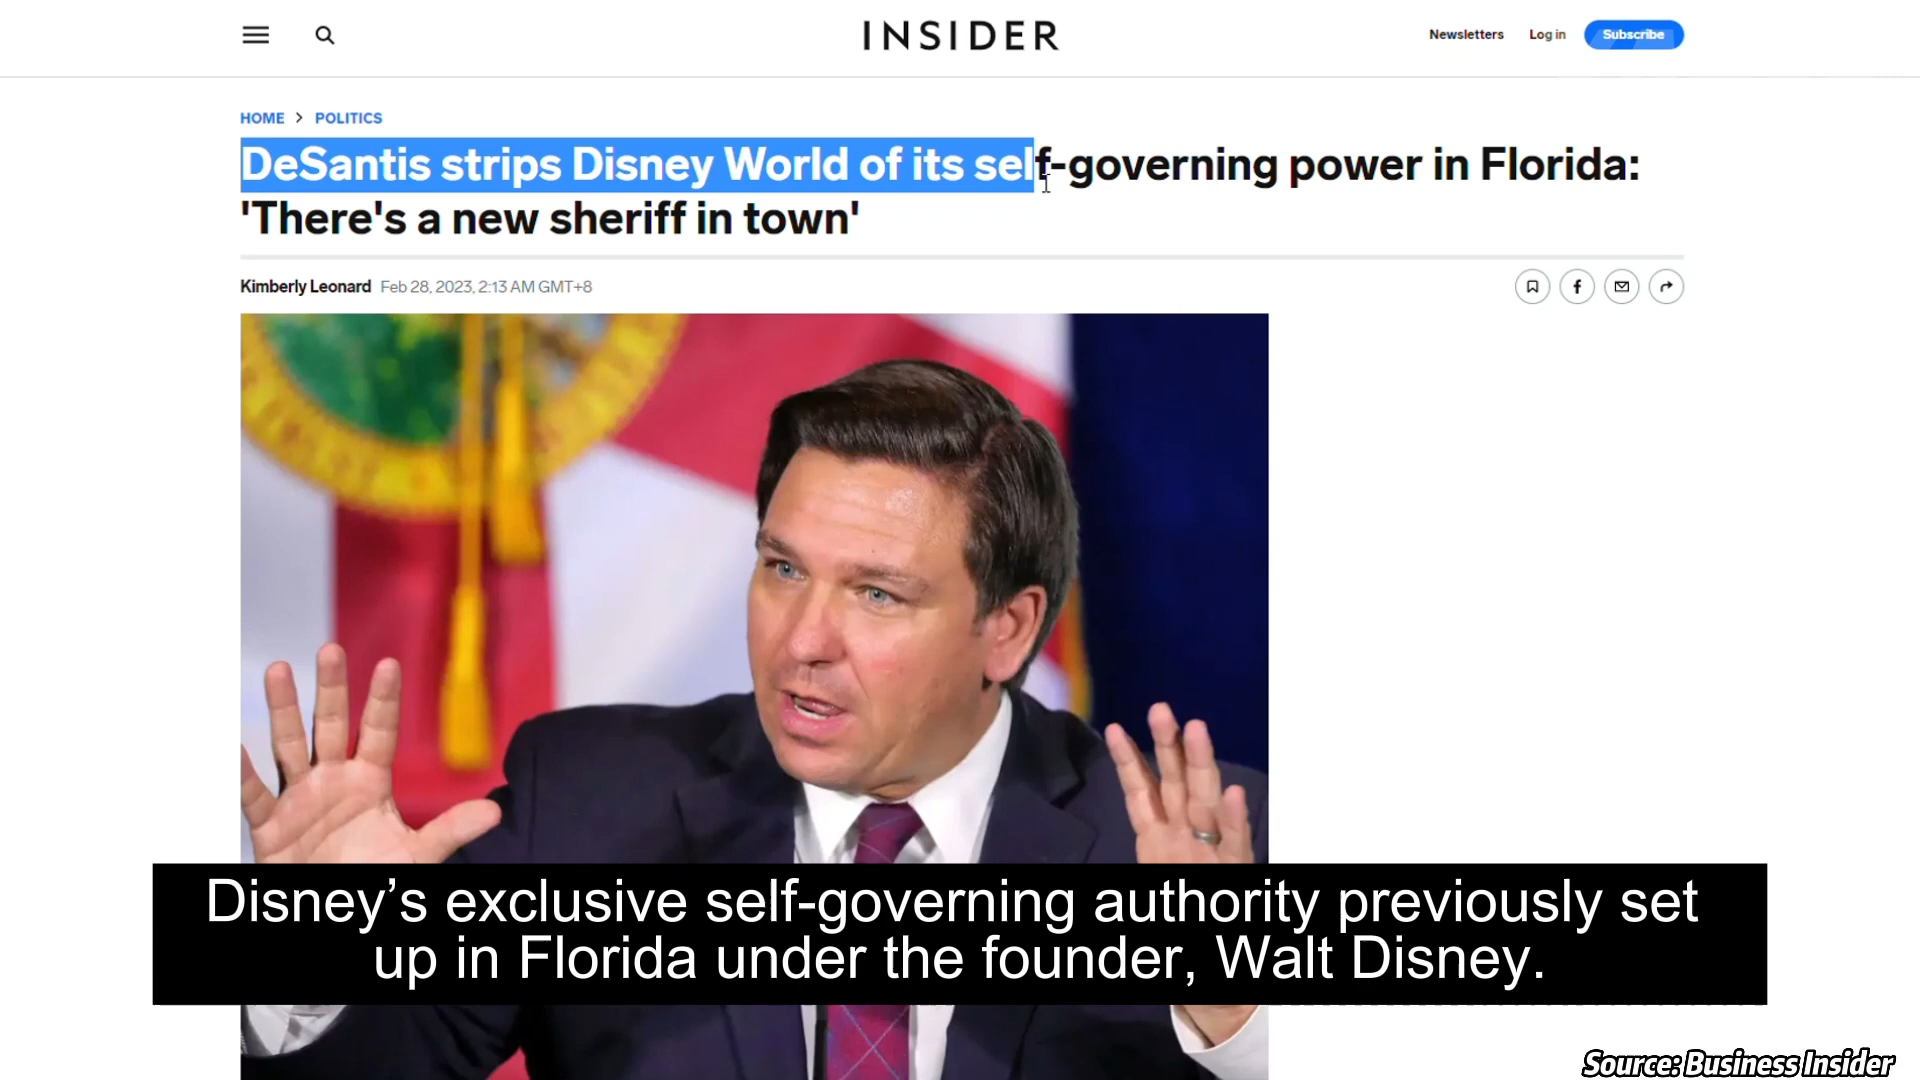 INSIDER
Newsletters Log in Subscribe
HOME > POLITICS
DeSantis strips Disney World of its self-governing power in Florida:
'There's a new sheriff in town'
Kimberly Leonard Feb 28, 2023, 2:13 AM GMT+8
Disney’s exclusive self-governing authority previously set
up in Florida under the founder, Walt Disney.
Source: Business Insider